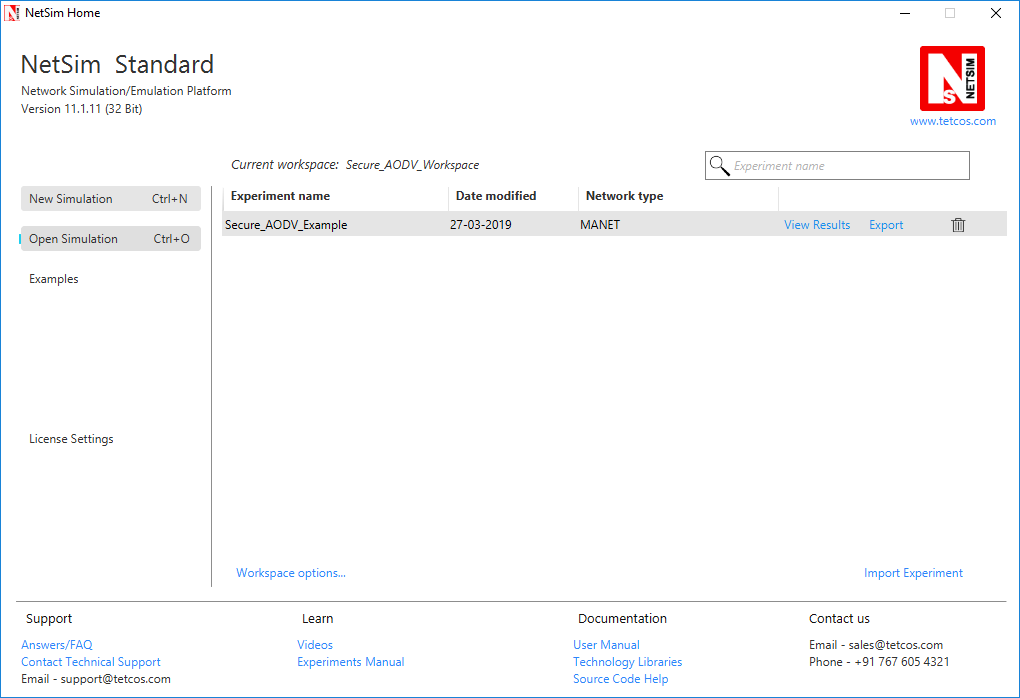 NetSim Home
NetSim Standard
Network Simulation/Emulation Platform
Version 11.1.11 (32 Bit)
N
S
NETSIM
www.tetcos.com
Current workspace: Secure_AODV_Workspace
Experiment name
New Simulation Ctrl+N
Open Simulation Ctrl+O
Examples
License Settings
Experiment name Date modified Network type
Secure_AODV_Example 27-03-2019 MANET View Results Export
Workspace options...
Import Experiment
Support
Answers/FAQ
Contact Technical Support
Email - support@tetcos.com
Learn
Videos
Experiments Manual
Documentation
User Manual
Technology Libraries
Source Code Help
Contact us
Email - sales@tetcos.com
Phone - +91 767 605 4321